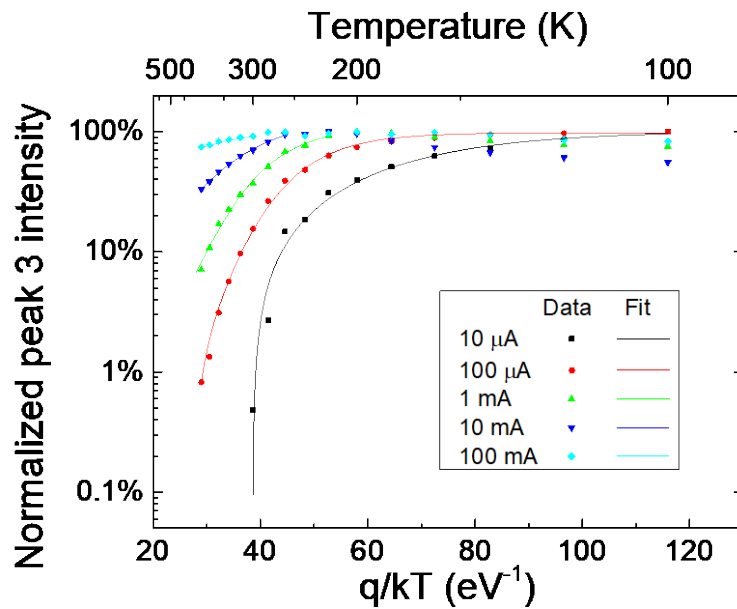 Temperature (K)
500 400 300 200 100
100%
10%
1%
0.1%
Normalized peak 3 intensity
Data Fit
10 μA
100 μA
1 mA
10 mA
100 mA
20 40 60 80 100 120
q/kT (eV⁻¹)